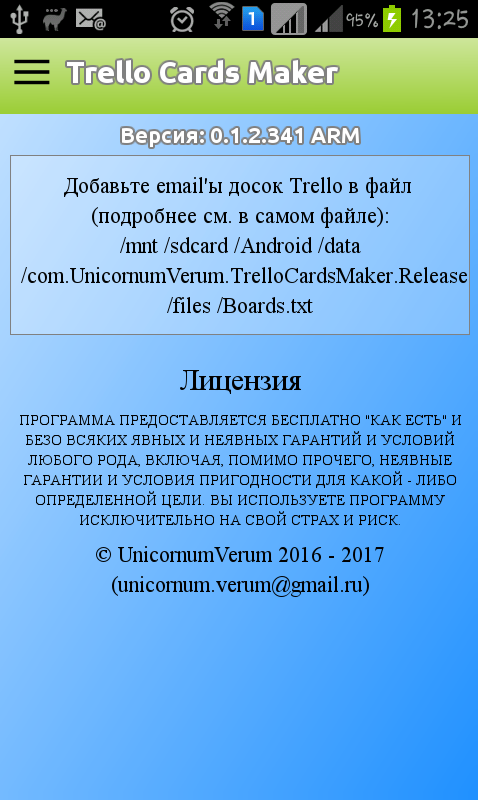 1 95% 13:25
Trello Cards Maker
Версия: 0.1.2.341 ARM
Добавьте email'ы досок Trello в файл
(подробнее см. в самом файле):
/mnt /sdcard /Android /data
/com.UnicornumVerum.TrelloCardsMaker.Release
/files /Boards.txt
Лицензия
ПРОГРАММА ПРЕДОСТАВЛЯЕТСЯ БЕСПЛАТНО "КАК ЕСТЬ" И
БЕЗО ВСЯКИХ ЯВНЫХ И НЕЯВНЫХ ГАРАНТИЙ И УСЛОВИЙ
ЛЮБОГО РОДА, ВКЛЮЧАЯ, ПОМИМО ПРОЧЕГО, НЕЯВНЫЕ
ГАРАНТИИ И УСЛОВИЯ ПРИГОДНОСТИ ДЛЯ КАКОЙ - ЛИБО
ОПРЕДЕЛЕННОЙ ЦЕЛИ. ВЫ ИСПОЛЬЗУЕТЕ ПРОГРАММУ
ИСКЛЮЧИТЕЛЬНО НА СВОЙ СТРАХ И РИСК.
© UnicornumVerum 2016 - 2017
(unicornum.verum@gmail.ru)